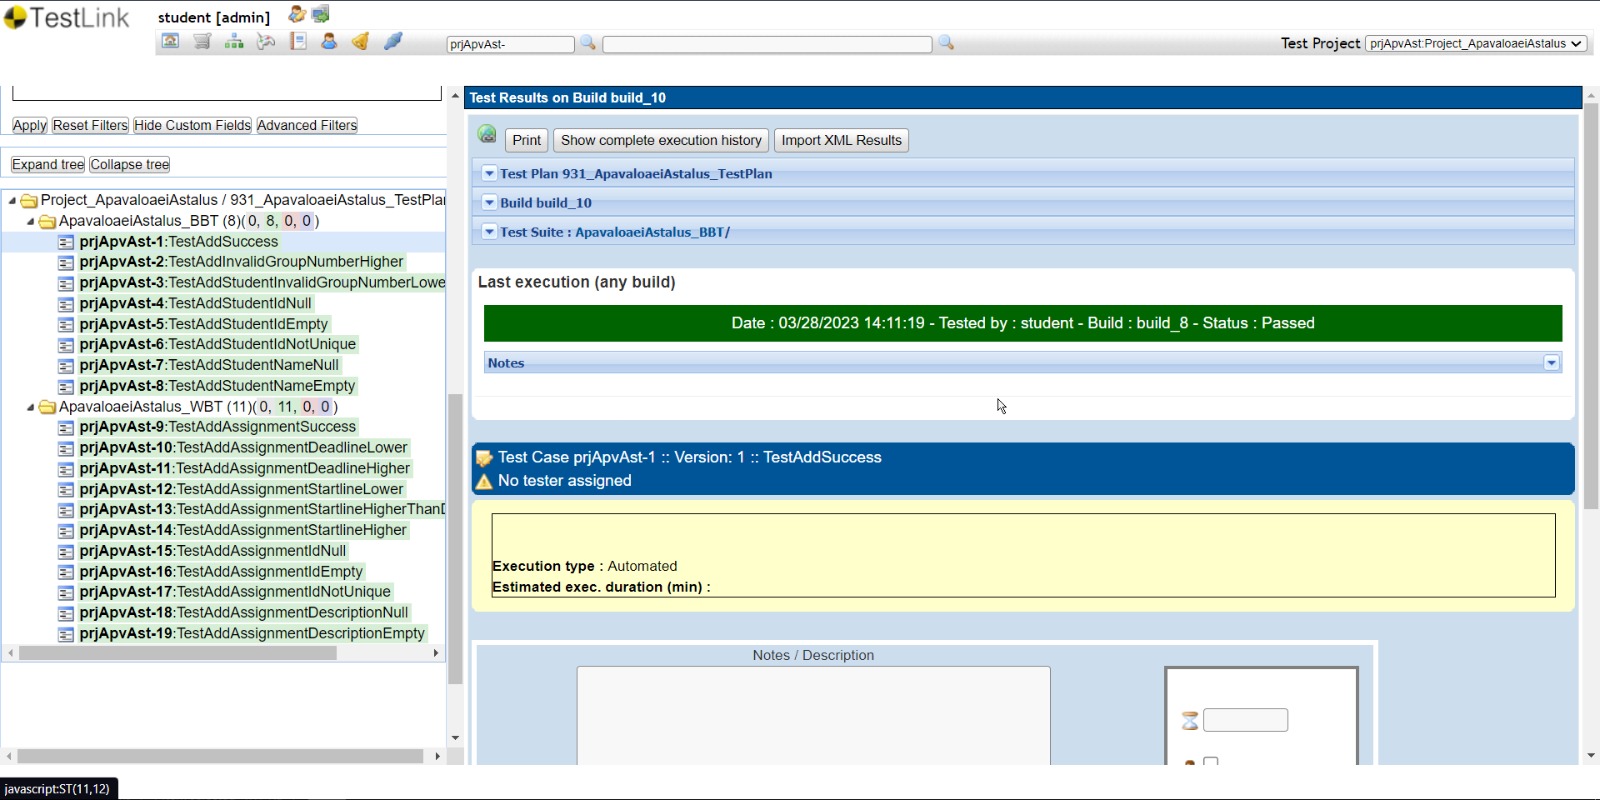 TestLink
student [admin]
prjApvAst-
Test Project prjApvAst:Project_ApavaloaeiAstalus
Apply Reset Filters Hide Custom Fields Advanced Filters
Expand tree Collapse tree
Project_ApavaloaeiAstalus / 931_ApavaloaeiAstalus_TestPlan
ApavaloaeiAstalus_BBT (8)(0, 8, 0, 0 )
prjApvAst-1:TestAddSuccess
prjApvAst-2:TestAddInvalidGroupNumberHigher
prjApvAst-3:TestAddStudentInvalidGroupNumberLowe
prjApvAst-4:TestAddStudentIdNull
prjApvAst-5:TestAddStudentIdEmpty
prjApvAst-6:TestAddStudentIdNotUnique
prjApvAst-7:TestAddStudentNameNull
prjApvAst-8:TestAddStudentNameEmpty
ApavaloaeiAstalus_WBT (11)(0, 11, 0, 0 )
prjApvAst-9:TestAddAssignmentSuccess
prjApvAst-10:TestAddAssignmentDeadlineLower
prjApvAst-11:TestAddAssignmentDeadlineHigher
prjApvAst-12:TestAddAssignmentStartlineLower
prjApvAst-13:TestAddAssignmentStartlineHigherThanD
prjApvAst-14:TestAddAssignmentStartlineHigher
prjApvAst-15:TestAddAssignmentIdNull
prjApvAst-16:TestAddAssignmentIdEmpty
prjApvAst-17:TestAddAssignmentIdNotUnique
prjApvAst-18:TestAddAssignmentDescriptionNull
prjApvAst-19:TestAddAssignmentDescriptionEmpty
javascript:ST(11,12)
Test Results on Build build_10
Print Show complete execution history Import XML Results
Test Plan 931_ApavaloaeiAstalus_TestPlan
Build build_10
Test Suite : ApavaloaeiAstalus_BBT/
Last execution (any build)
Date : 03/28/2023 14:11:19 - Tested by : student - Build : build_8 - Status : Passed
Notes
Test Case prjApvAst-1 :: Version: 1 :: TestAddSuccess
No tester assigned
Execution type : Automated
Estimated exec. duration (min) :
Notes / Description